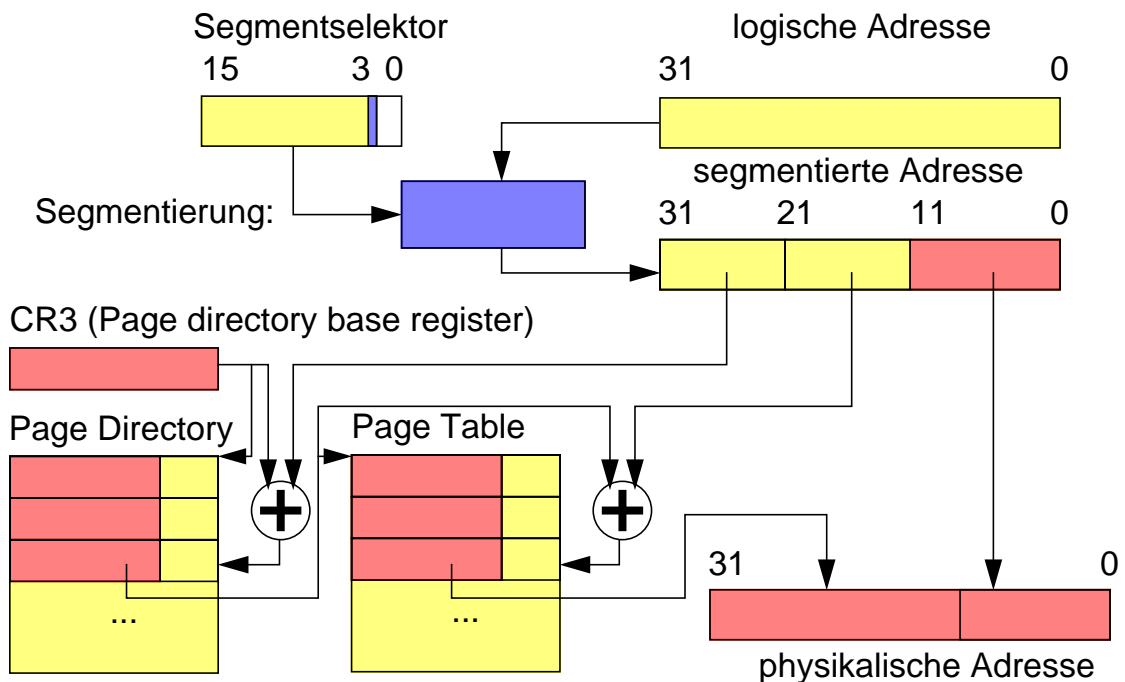 Segmentselektor
logische Adresse
15 3 0
31 0
segmentierte Adresse
Segmentierung:
31 21 11 0
CR3 (Page directory base register)
Page Directory
Page Table
+
+
31 0
...
...
physikalische Adresse